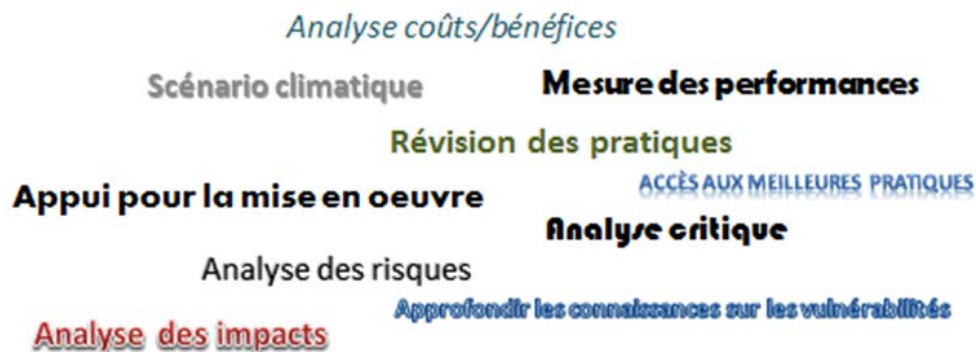 Analyse coûts/bénéfices
Scénario climatique
Mesure des performances
Révision des pratiques
ACCÈS AUX MEILLEURES PRATIQUES
Appui pour la mise en oeuvre
Analyse critique
Analyse des risques
Approfondir les connaissances sur les vulnérabilités
Analyse des impacts